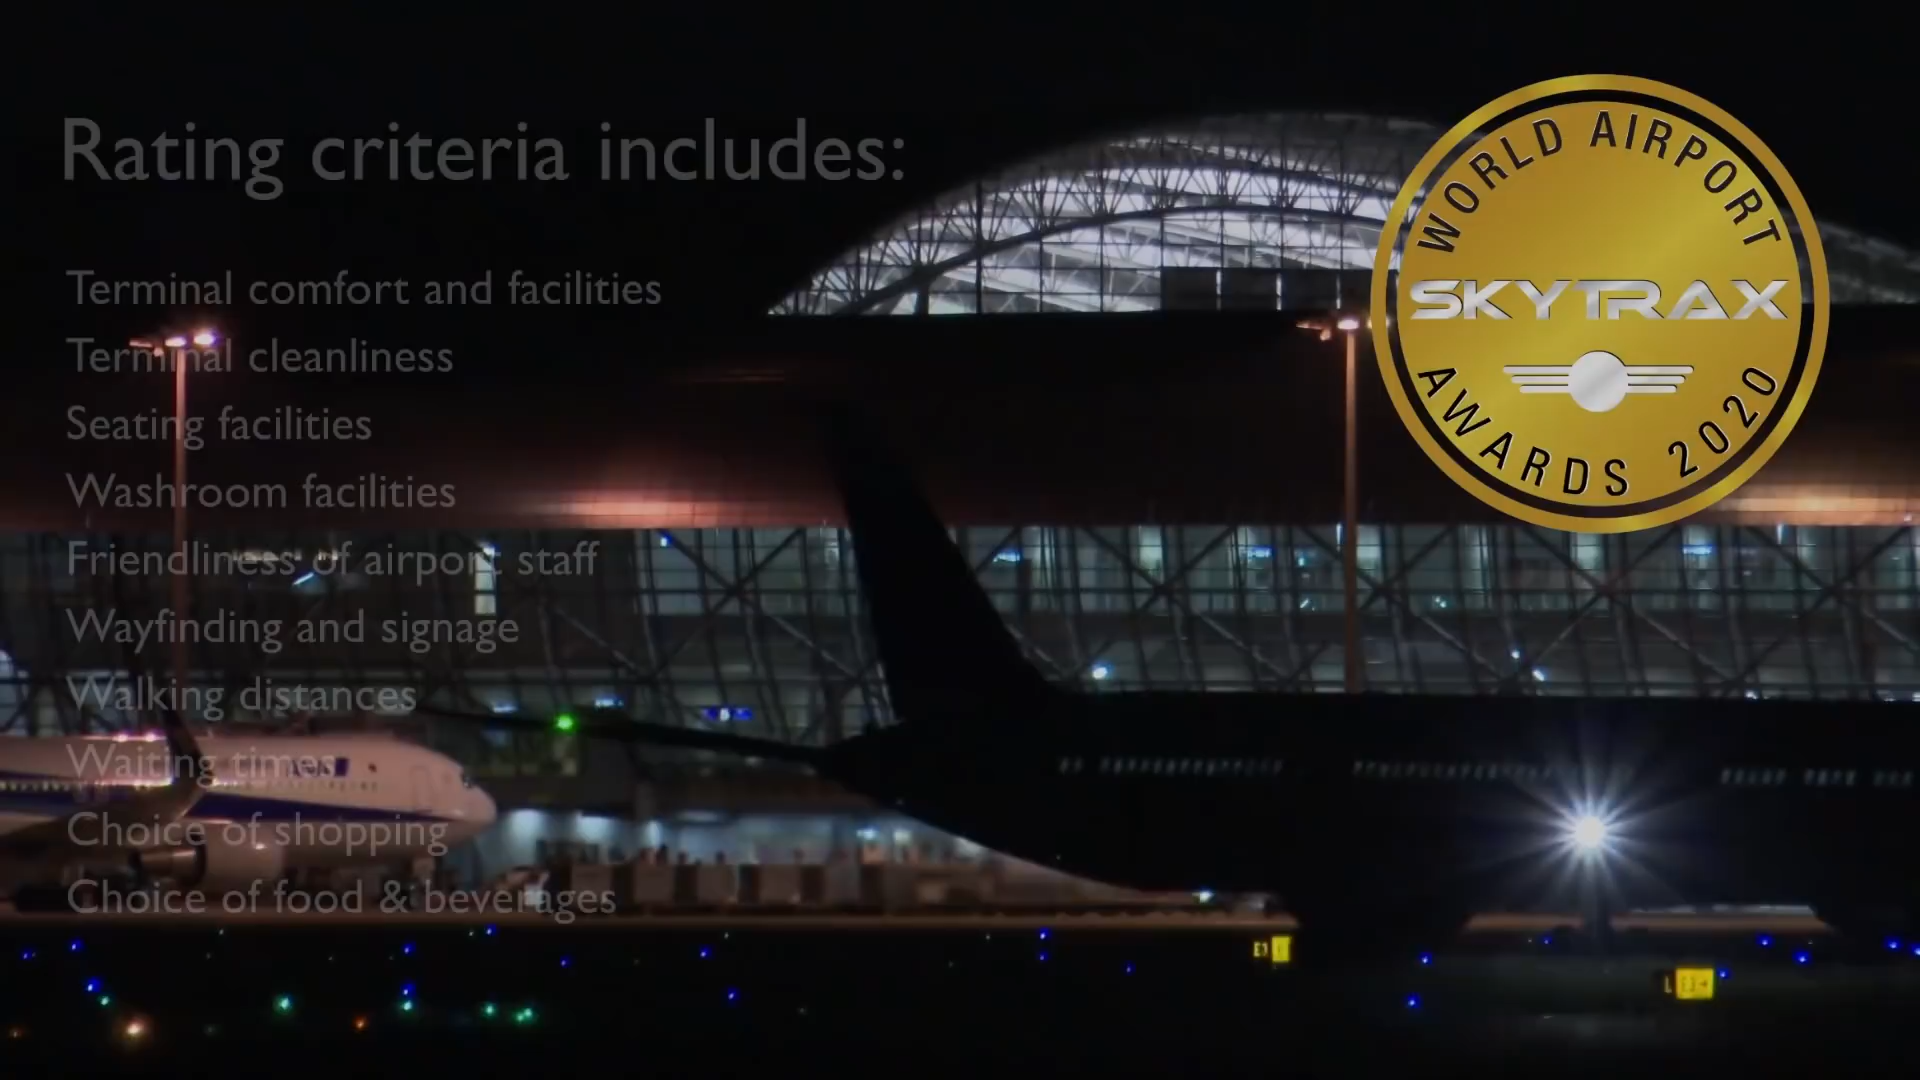 Rating criteria includes:
Terminal comfort and facilities
Terminal cleanliness
Seating facilities
Washroom facilities
Friendliness of airport staff
Wayfinding and signage
Walking distances
Waiting times
Choice of shopping
Choice of food & beverages
WORLD AIRPORT
SKYTRAX
AWARDS 2020